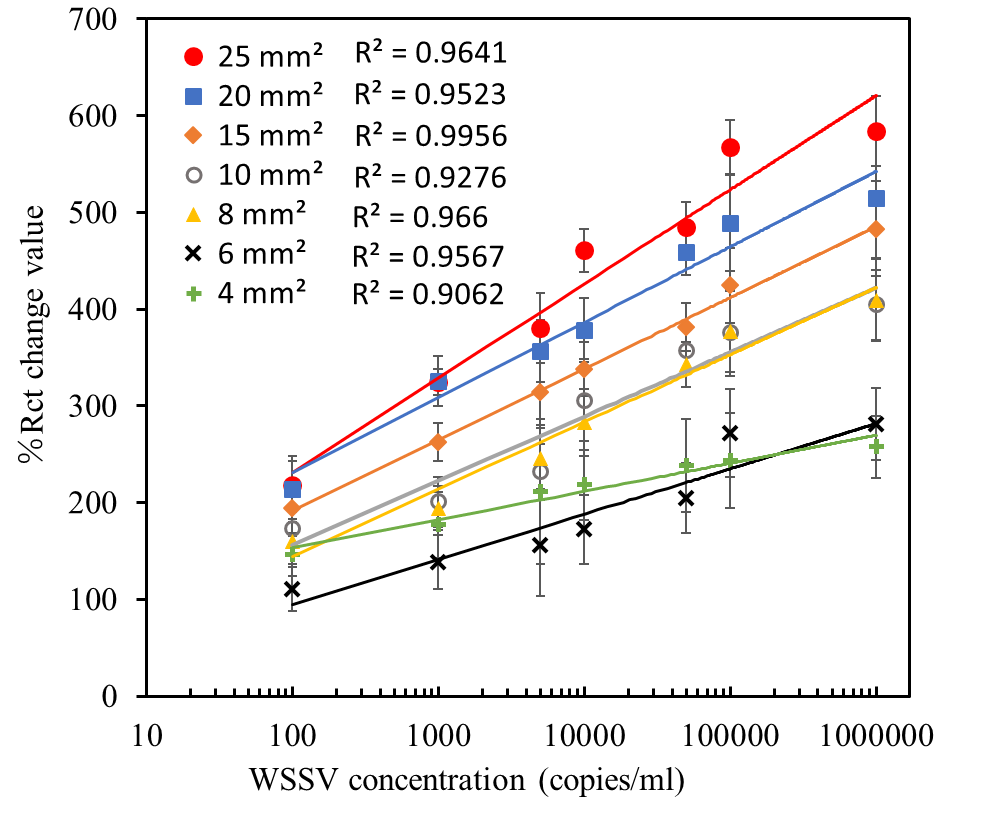 700
600
500
400
300
200
100
0
%Rct change value
25 mm² R² = 0.9641
20 mm² R² = 0.9523
15 mm² R² = 0.9956
10 mm² R² = 0.9276
8 mm² R² = 0.966
6 mm² R² = 0.9567
4 mm² R² = 0.9062
10 100 1000 10000 100000 1000000
WSSV concentration (copies/ml)